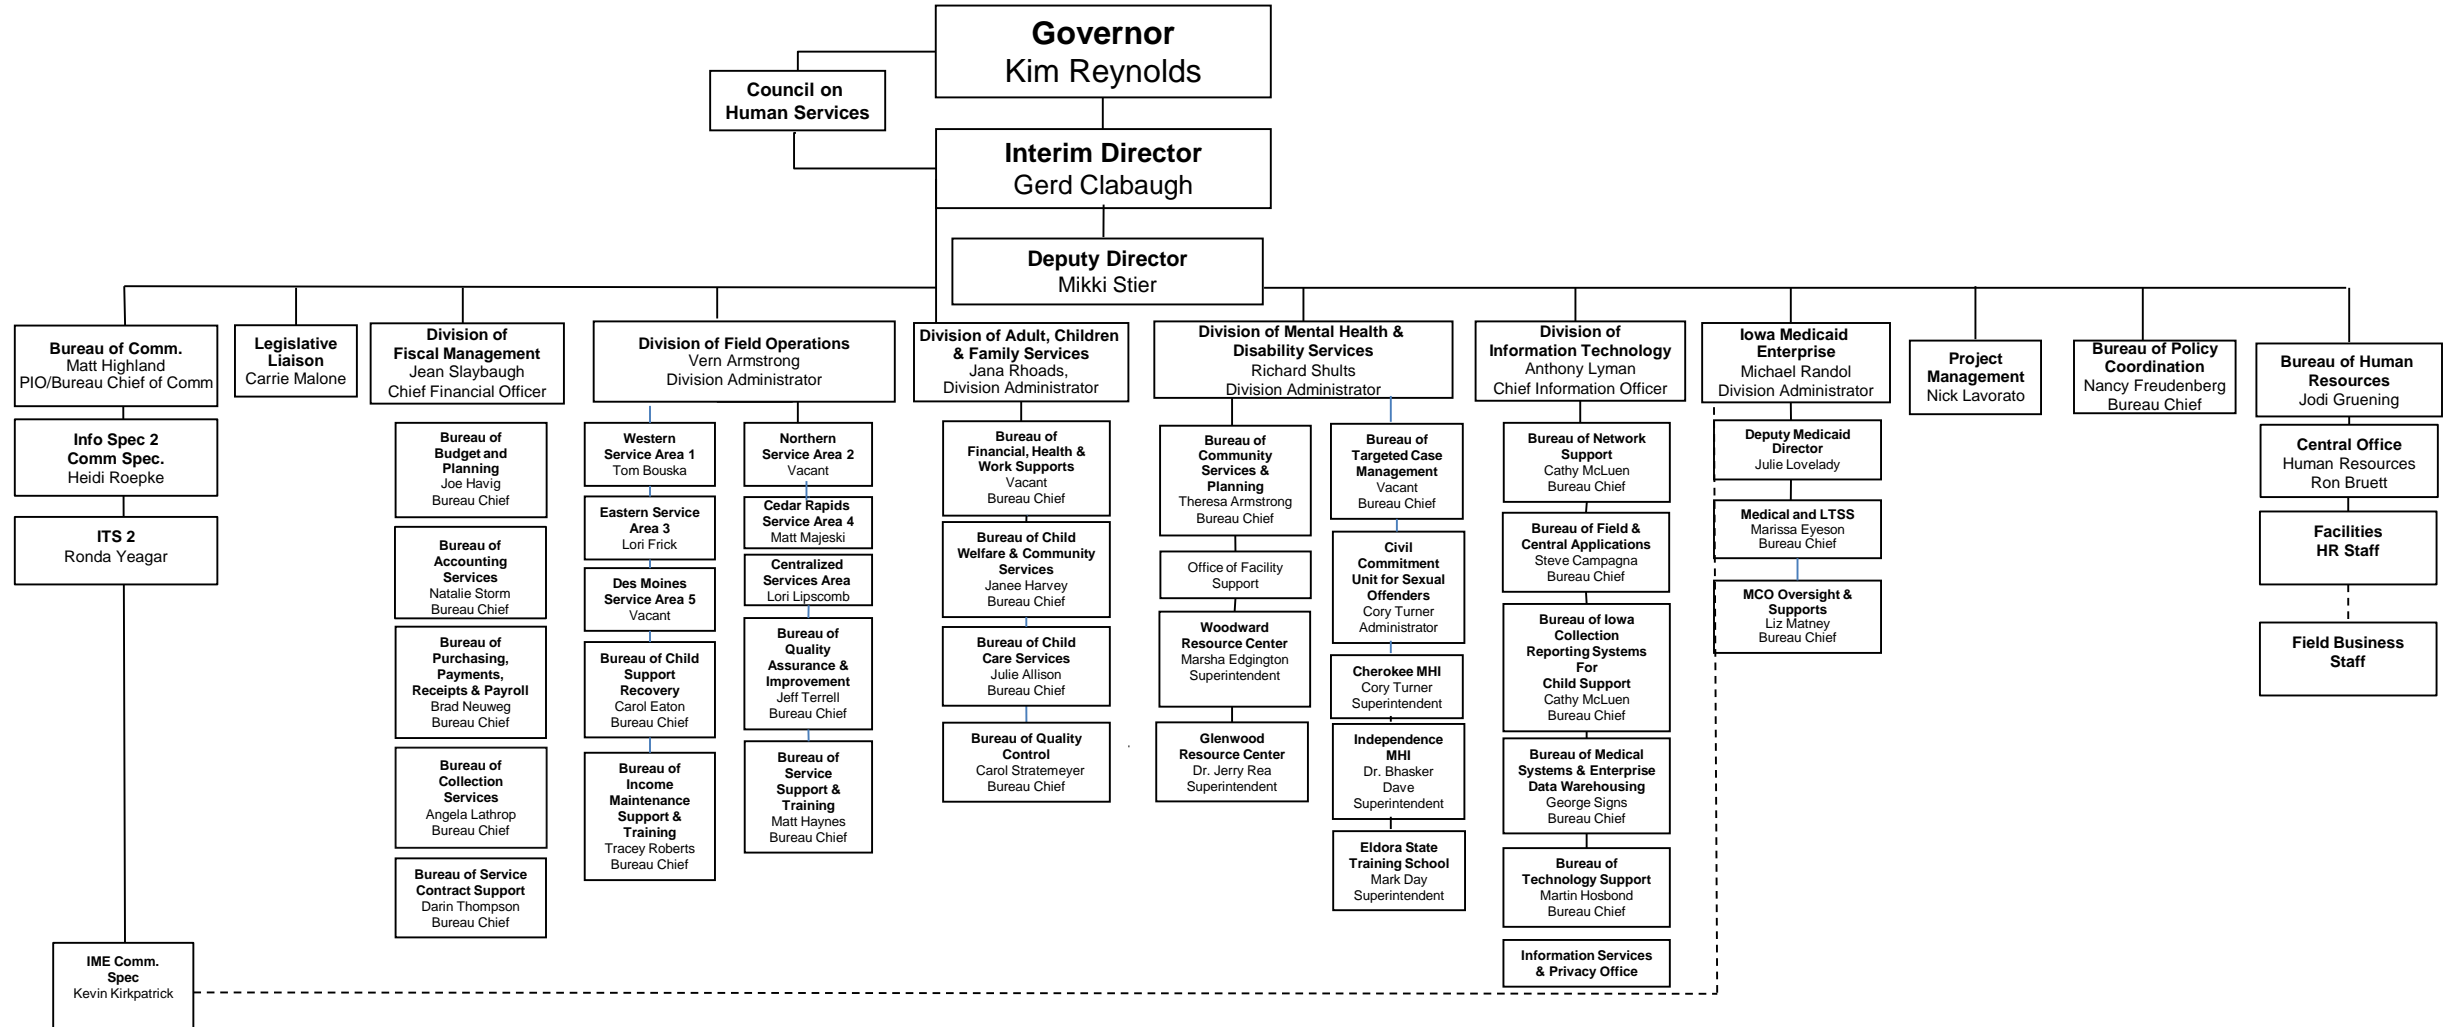 Governor
Kim Reynolds
Council on
Human Services
Interim Director
Gerd Clabaugh
Deputy Director
Mikki Stier
Bureau of Comm.
Matt Highland
PIO/Bureau Chief of Comm
Info Spec 2
Comm Spec.
Heidi Roepke
ITS 2
Ronda Yeagar
IME Comm.
Spec
Kevin Kirkpatrick
Legislative
Liaison
Carrie Malone
Division of
Fiscal Management
Jean Slaybaugh
Chief Financial Officer
Bureau of
Budget and
Planning
Joe Havig
Bureau Chief
Bureau of
Accounting
Services
Natalie Storm
Bureau Chief
Bureau of
Purchasing,
Payments,
Receipts & Payroll
Brad Neuweg
Bureau Chief
Bureau of
Collection
Services
Angela Lathrop
Bureau Chief
Bureau of Service
Contract Support
Darin Thompson
Bureau Chief
Division of Field Operations
Vern Armstrong
Division Administrator
Western
Service Area 1
Tom Bouska
Eastern Service
Area 3
Lori Frick
Des Moines
Service Area 5
Vacant
Bureau of Child
Support
Recovery
Carol Eaton
Bureau Chief
Bureau of
Income
Maintenance
Support &
Training
Tracey Roberts
Bureau Chief
Northern
Service Area 2
Vacant
Cedar Rapids
Service Area 4
Matt Majeski
Centralized
Services Area
Lori Lipscomb
Bureau of
Quality
Assurance &
Improvement
Jeff Terrell
Bureau Chief
Bureau of
Service
Support &
Training
Matt Haynes
Bureau Chief
Division of Adult, Children
& Family Services
Jana Rhoads,
Division Administrator
Bureau of
Financial, Health &
Work Supports
Vacant
Bureau Chief
Bureau of Child
Welfare & Community
Services
Janee Harvey
Bureau Chief
Bureau of Child
Care Services
Julie Allison
Bureau Chief
Bureau of Quality
Control
Carol Stratemeyer
Bureau Chief
Division of Mental Health &
Disability Services
Richard Shults
Division Administrator
Bureau of
Community
Services &
Planning
Theresa Armstrong
Bureau Chief
Office of Facility
Support
Woodward
Resource Center
Marsha Edgington
Superintendent
Glenwood
Resource Center
Dr. Jerry Rea
Superintendent
Bureau of
Targeted Case
Management
Vacant
Bureau Chief
Civil
Commitment
Unit for Sexual
Offenders
Cory Turner
Administrator
Cherokee MHI
Cory Turner
Superintendent
Independence
MHI
Dr. Bhasker
Dave
Superintendent
Eldora State
Training School
Mark Day
Superintendent
Division of
Information Technology
Anthony Lyman
Chief Information Officer
Bureau of Network
Support
Cathy McLuen
Bureau Chief
Bureau of Field &
Central Applications
Steve Campagna
Bureau Chief
Bureau of Iowa
Collection
Reporting Systems
For
Child Support
Cathy McLuen
Bureau Chief
Bureau of Medical
Systems & Enterprise
Data Warehousing
George Signs
Bureau Chief
Bureau of
Technology Support
Martin Hosbond
Bureau Chief
Information Services
& Privacy Office
Iowa Medicaid
Enterprise
Michael Randol
Division Administrator
Deputy Medicaid
Director
Julie Lovelady
Medical and LTSS
Marissa Eyeson
Bureau Chief
MCO Oversight &
Supports
Liz Matney
Bureau Chief
Project
Management
Nick Lavorato
Bureau of Policy
Coordination
Nancy Freudenberg
Bureau Chief
Bureau of Human
Resources
Jodi Gruening
Central Office
Human Resources
Ron Bruett
Facilities
HR Staff
Field Business
Staff